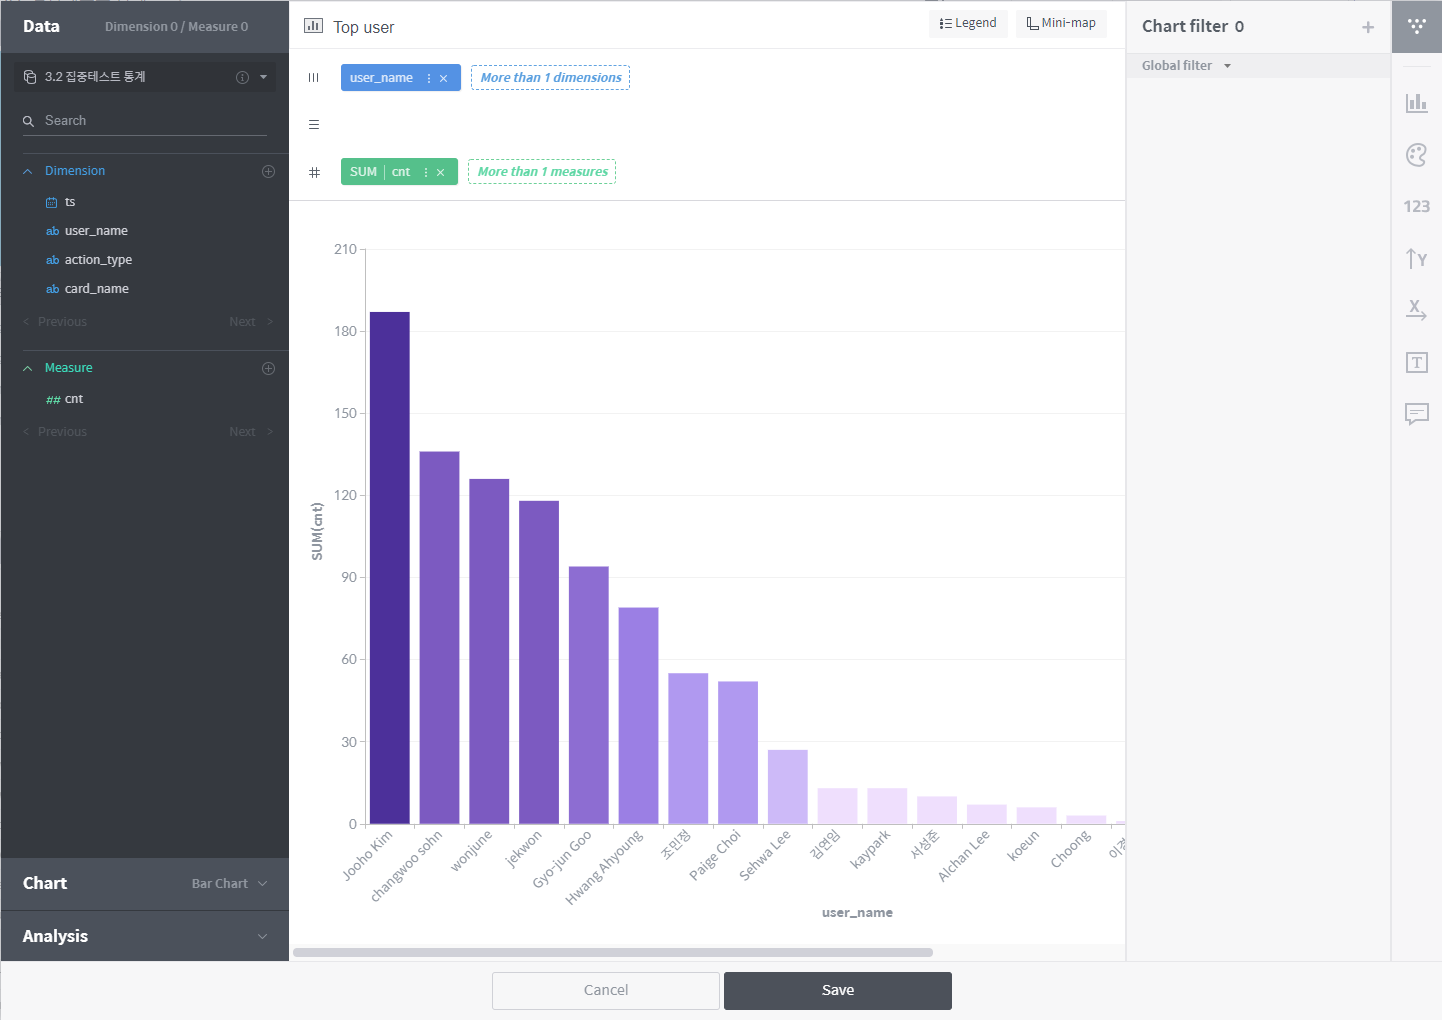 Data
Dimension 0 / Measure 0
3.2 집중테스트 통계
Search
Dimension
ts
ab user_name
ab action_type
ab card_name
< Previous
Next >
Measure
## cnt
< Previous
Next >
Chart
Bar Chart
Analysis
Top user
Legend
Mini-map
user_name
More than 1 dimensions
SUM cnt
More than 1 measures
210
180
150
120
90
60
30
0
SUM(cnt)
Jooho Kim
changwoo sohn
wonjune
jekwon
Gyo-jun Goo
Hwang Ahyoung
조민정
Paige Choi
Sehwa Lee
김연임
kaypark
서성준
Alchan Lee
koeun
Choong
user_name
Chart filter 0
Global filter
123
Y
X
T
Cancel
Save